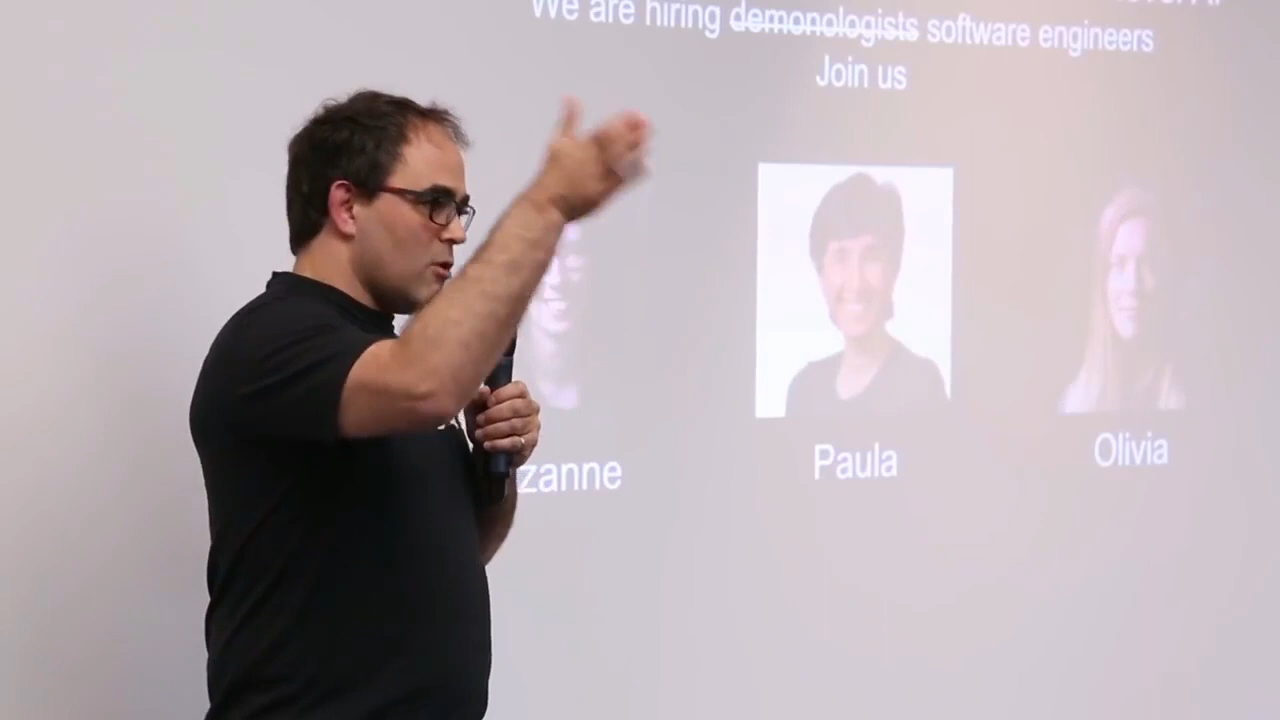 We are hiring demonologists software engineers
Join us
zanne
Paula
Olivia